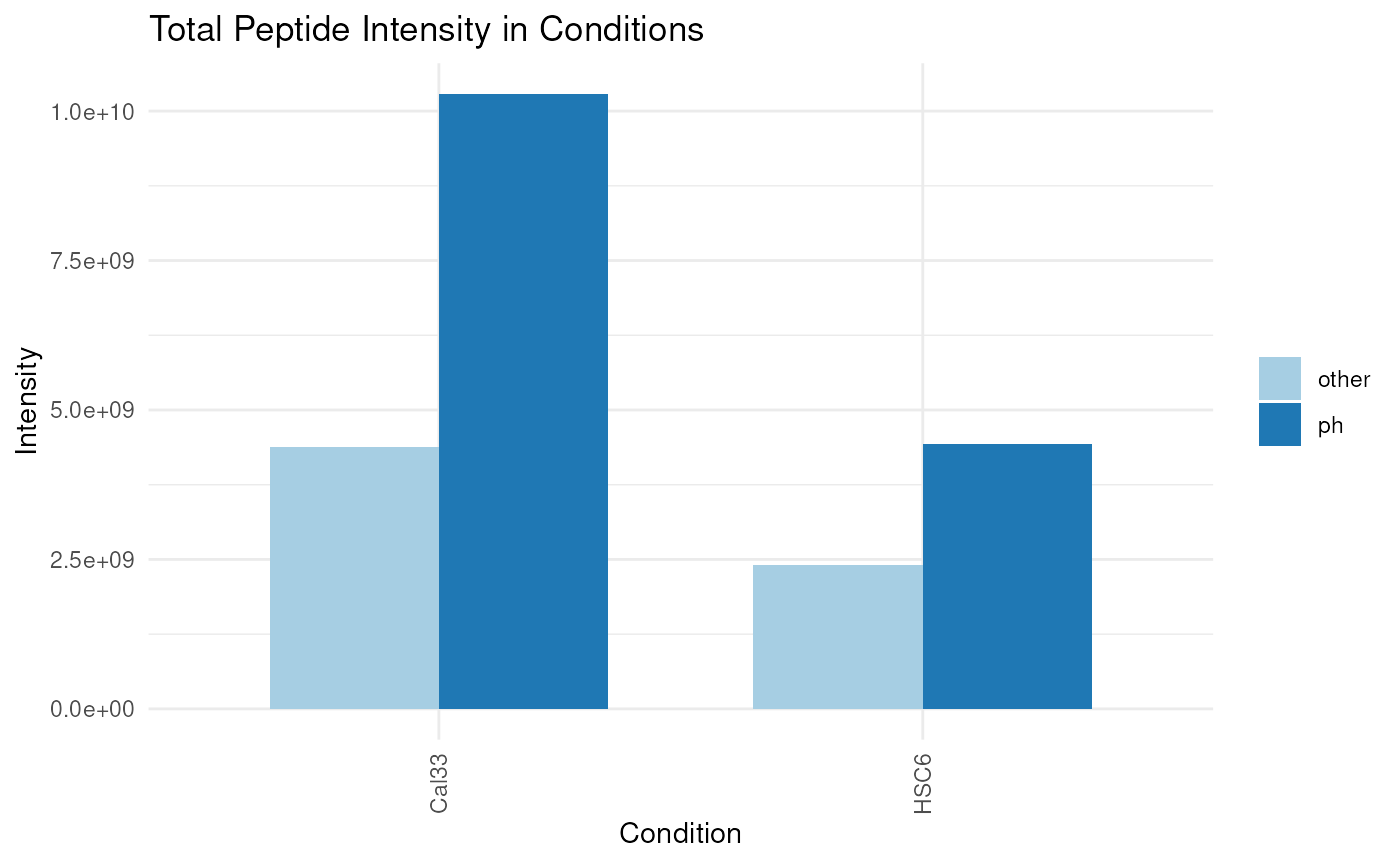 Total Peptide Intensity in Conditions
1.0e+10
7.5e+09
5.0e+09
2.5e+09
0.0e+00
Intensity
Cal33
HSC6
Condition
other
ph